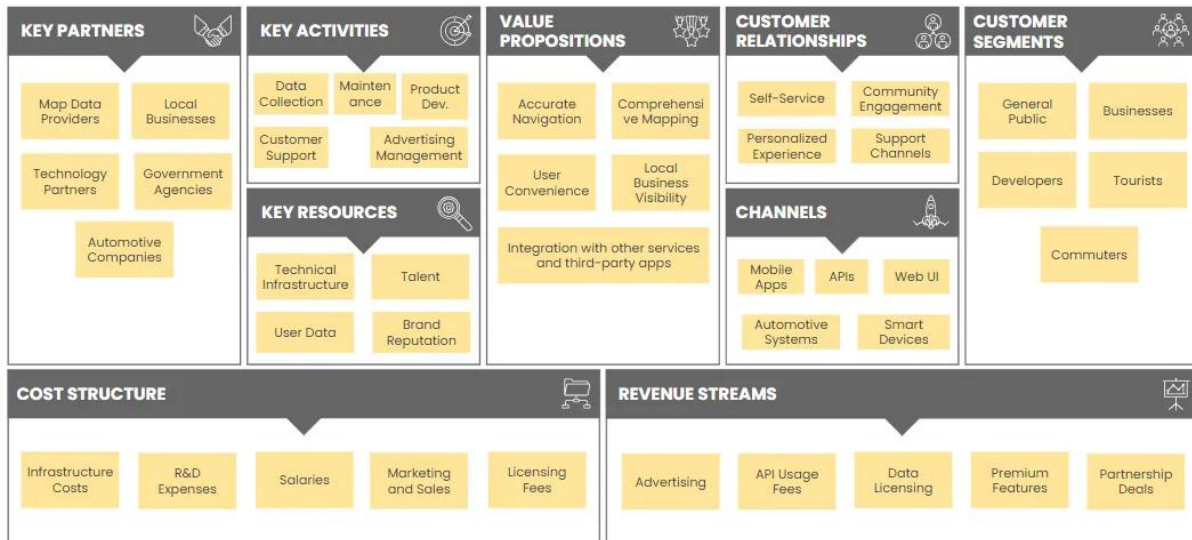 KEY PARTNERS
Map Data
Providers
Local
Businesses
Technology
Partners
Government
Agencies
Automotive
Companies
KEY ACTIVITIES
Data
Collection
Mainten
ance
Product
Dev.
Customer
Support
Advertising
Management
KEY RESOURCES
Technical
Infrastructure
Talent
User Data
Brand
Reputation
VALUE
PROPOSITIONS
Accurate
Navigation
Comprehensi
ve Mapping
User
Convenience
Local
Business
Visibility
Integration with other services
and third-party apps
CUSTOMER
RELATIONSHIPS
Self-Service
Community
Engagement
Personalized
Experience
Support
Channels
CHANNELS
Mobile
Apps
APIs
Web UI
Automotive
Systems
Smart
Devices
CUSTOMER
SEGMENTS
General
Public
Businesses
Developers
Tourists
Commuters
COST STRUCTURE
Infrastructure
Costs
R&D
Expenses
Salaries
Marketing
and Sales
Licensing
Fees
REVENUE STREAMS
Advertising
API Usage
Fees
Data
Licensing
Premium
Features
Partnership
Deals